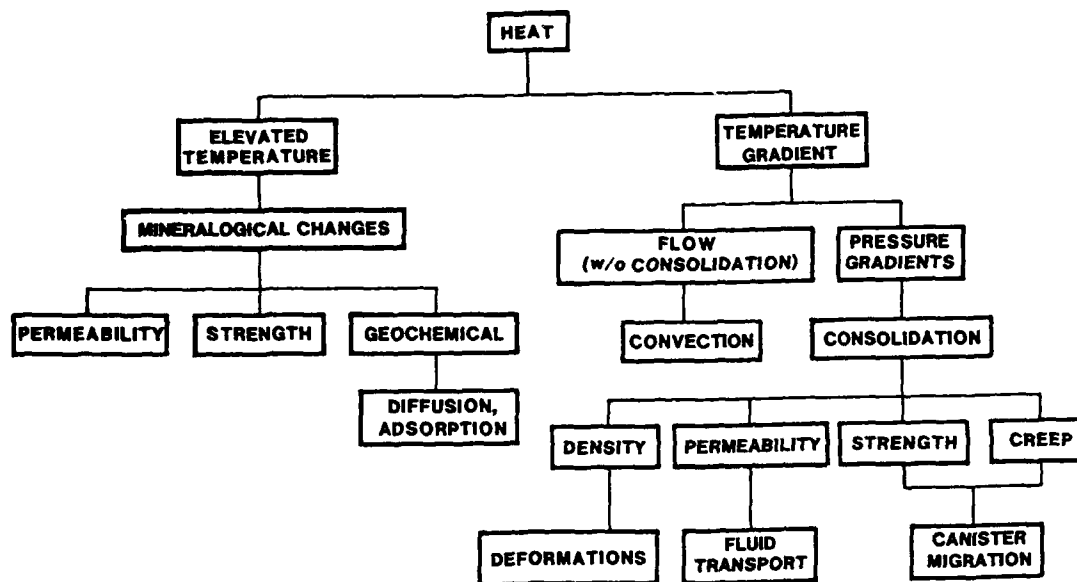 HEAT
ELEVATED
TEMPERATURE
TEMPERATURE
GRADIENT
MINERALOGICAL CHANGES
FLOW
(w/o CONSOLIDATION)
PRESSURE
GRADIENTS
PERMEABILITY
STRENGTH
GEOCHEMICAL
CONVECTION
CONSOLIDATION
DIFFUSION,
ADSORPTION
DENSITY
PERMEABILITY
STRENGTH
CREEP
DEFORMATIONS
FLUID
TRANSPORT
CANISTER
MIGRATION